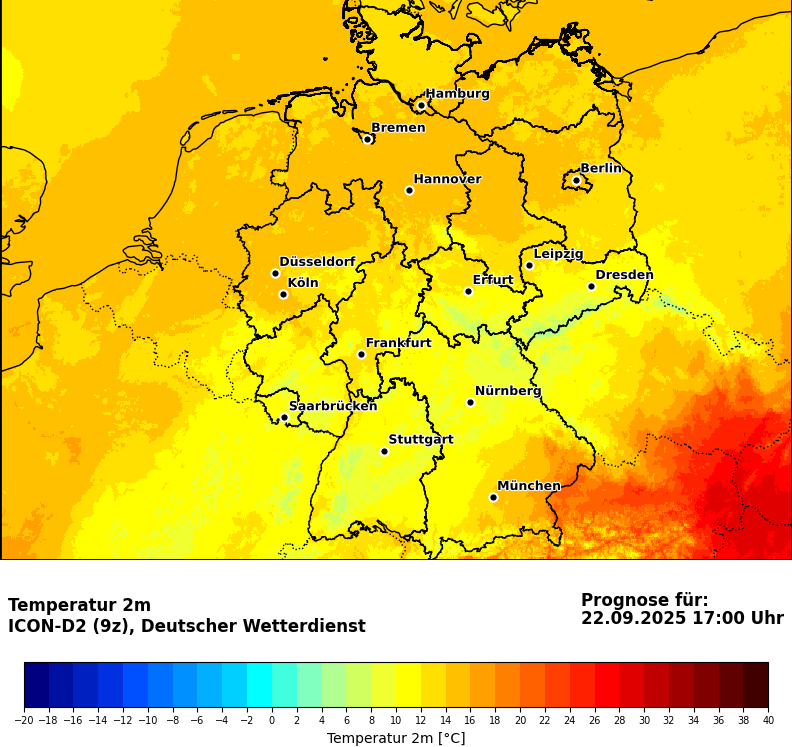 Hamburg
Bremen
Berlin
Hannover
Leipzig
Düsseldorf
Dresden
Köln
Erfurt
Frankfurt
Nürnberg
Saarbrücken
Stuttgart
München
Temperatur 2m
ICON-D2 (9z), Deutscher Wetterdienst
Prognose für:
22.09.2025 17:00 Uhr
−20 −18 −16 −14 −12 −10 −8 −6 −4 −2 0 2 4 6 8 10 12 14 16 18 20 22 24 26 28 30 32 34 36 38 40
Temperatur 2m [°C]